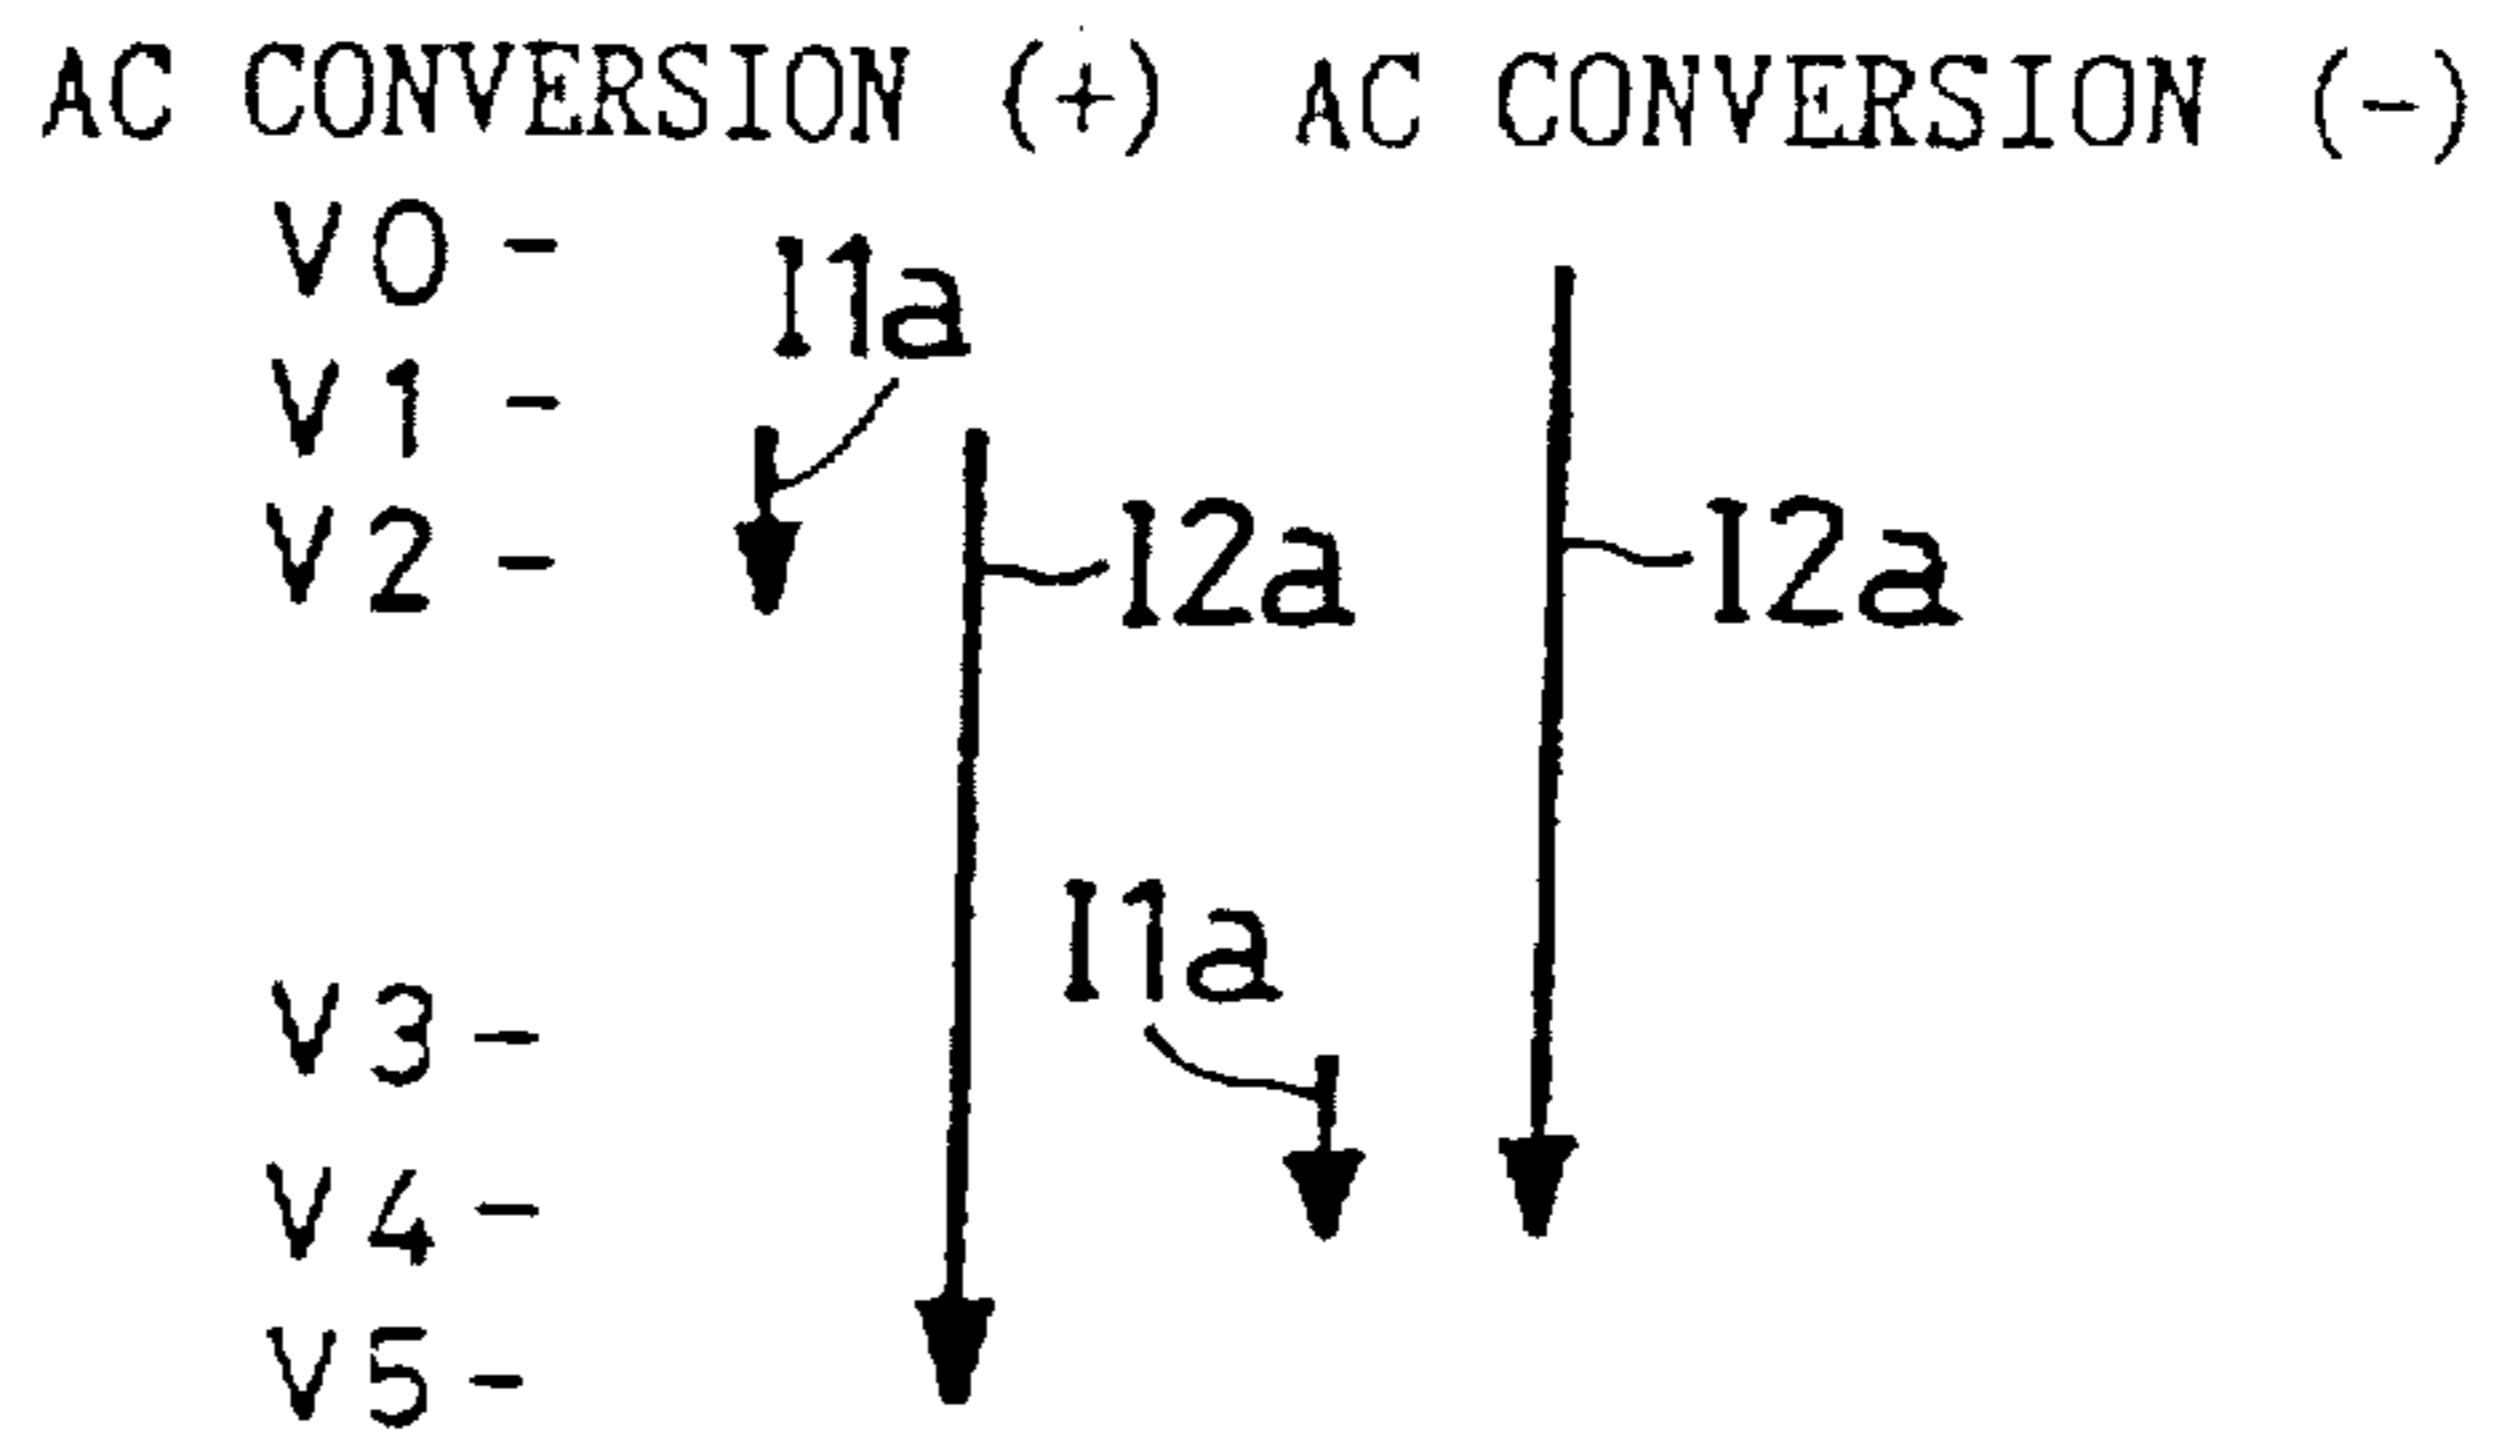 AC CONVERSION (+) AC CONVERSION (-)
V0 -
I1a
V1 -
V2 -
I2a
I2a
I1a
V3 -
V4 -
V5 -